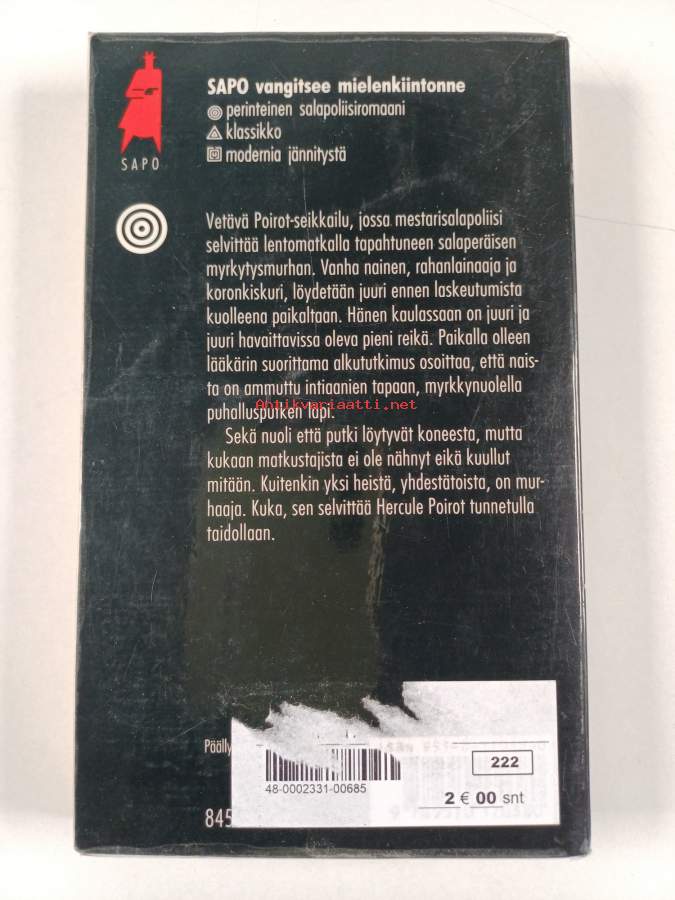 SAPO vangitsee mielenkiintonne
perinteinen salapoliisiromaani
klassikko
modernia jännitystä
SAPO
Vetävä Poirot-seikkailu, jossa mestarisalapoliisi
selvittää lentomatkalla tapahtuneen salaperäisen
myrkytysmurhan. Vanha nainen, rahanlainaaja ja
koronkiskuri, löydetään juuri ennen laskeutumista
kuolleena paikaltaan. Hänen kaulassaan on juuri ja
juuri havaittavissa oleva pieni reikä. Paikalla olleen
lääkärin suorittama alkututkimus osoittaa, että nais-
ta on ammuttu intiaanien tapaan, myrkkynuolella
puhallusputken läpi.
Antikvariaatti.net
Sekä nuoli että putki löytyvät koneesta, mutta
kukaan matkustajista ei ole nähnyt eikä kuullut
mitään. Kuitenkin yksi heistä, yhdestätoista, on mur-
haaja. Kuka, sen selvittää Hercule Poirot tunnetulla
taidollaan.
Päälly
222
48-0002331-00685
2 € 00 snt
845